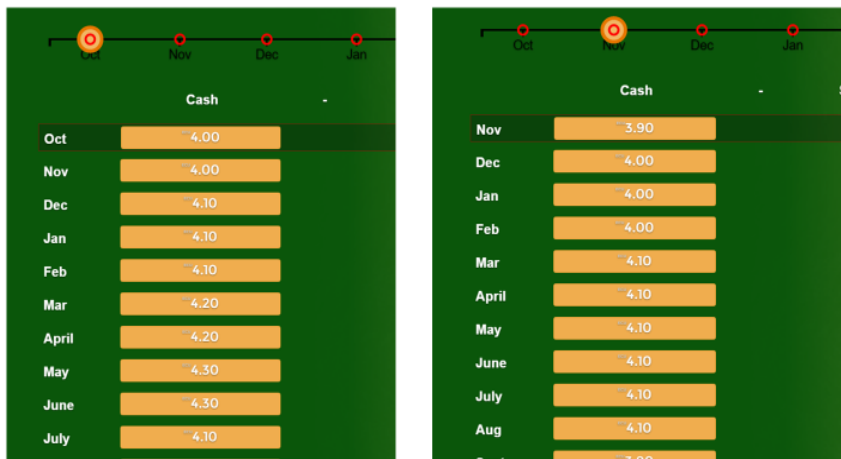 Oct Nov Dec Jan
Cash -
Oct 4.00
Nov 4.00
Dec 4.10
Jan 4.10
Feb 4.10
Mar 4.20
April 4.20
May 4.30
June 4.30
July 4.10
Oct Nov Dec Jan
Cash -
Nov 3.90
Dec 4.00
Jan 4.00
Feb 4.00
Mar 4.10
April 4.10
May 4.10
June 4.10
July 4.10
Aug 4.10